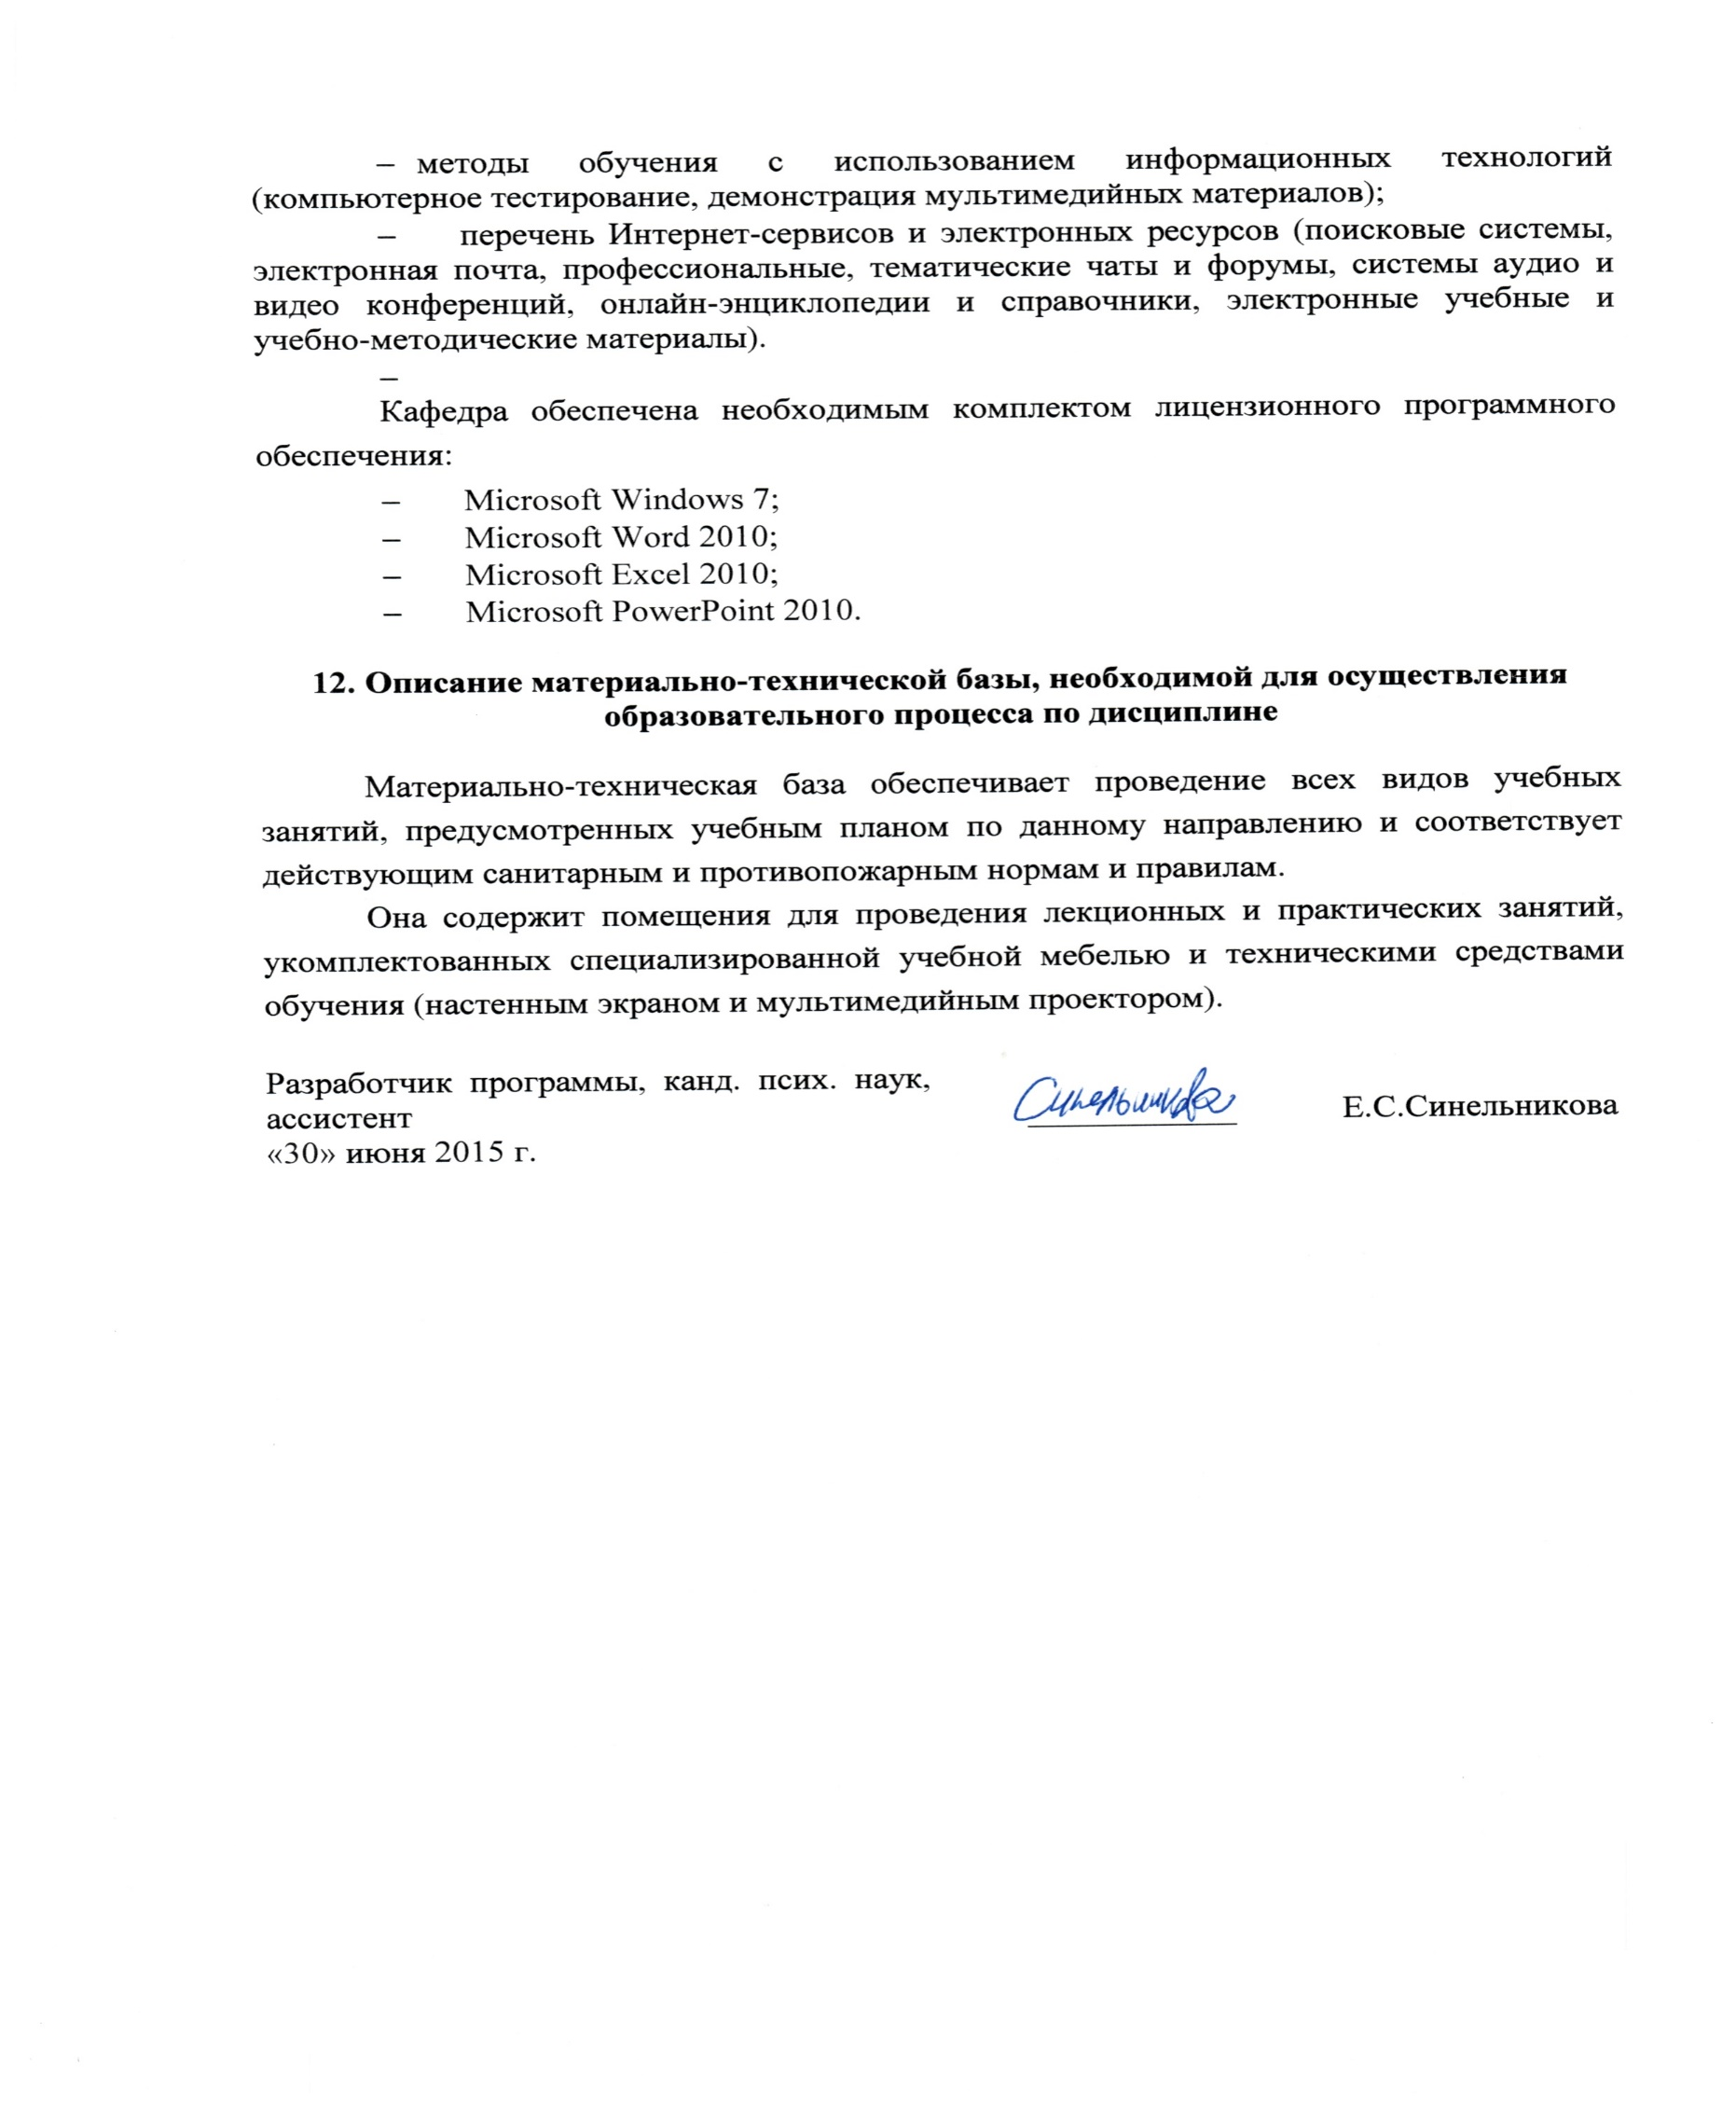 – методы обучения с использованием информационных технологий
(компьютерное тестирование, демонстрация мультимедийных материалов);
– перечень Интернет-сервисов и электронных ресурсов (поисковые системы,
электронная почта, профессиональные, тематические чаты и форумы, системы аудио и
видео конференций, онлайн-энциклопедии и справочники, электронные учебные и
учебно-методические материалы).
–
Кафедра обеспечена необходимым комплектом лицензионного программного
обеспечения:
– Microsoft Windows 7;
– Microsoft Word 2010;
– Microsoft Excel 2010;
– Microsoft PowerPoint 2010.
12. Описание материально-технической базы, необходимой для осуществления
образовательного процесса по дисциплине
Материально-техническая база обеспечивает проведение всех видов учебных
занятий, предусмотренных учебным планом по данному направлению и соответствует
действующим санитарным и противопожарным нормам и правилам.
Она содержит помещения для проведения лекционных и практических занятий,
укомплектованных специализированной учебной мебелью и техническими средствами
обучения (настенным экраном и мультимедийным проектором).
Разработчик программы, канд. псих. наук,
ассистент
«30» июня 2015 г.
Синельникова
Е.С.Синельникова